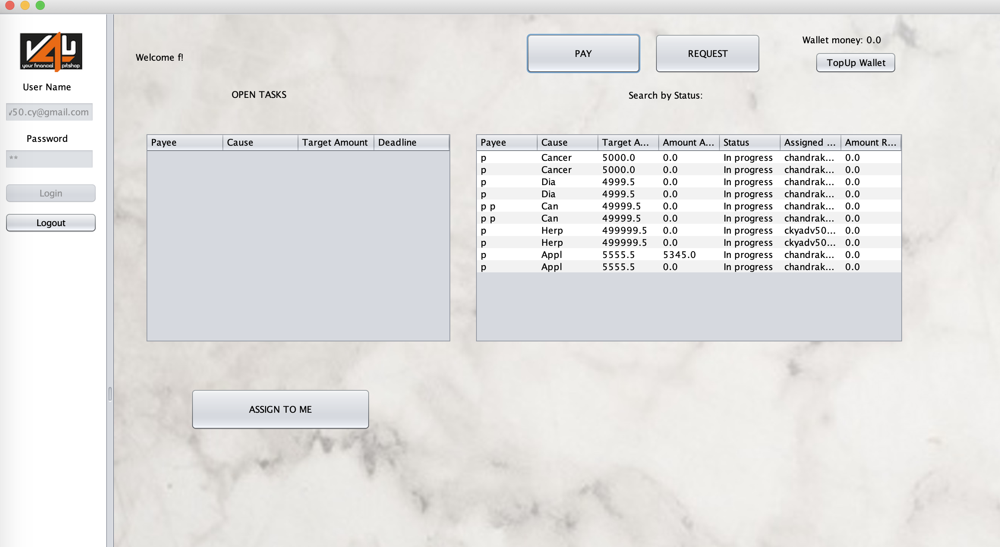 V4U
your financial pitshop
User Name
v50.cy@gmail.com
Password
**
Login
Logout
Welcome f!
PAY
REQUEST
Wallet money: 0.0
TopUp Wallet
OPEN TASKS
Search by Status:
Payee Cause Target Amount Deadline
ASSIGN TO ME
Payee Cause Target A... Amount A... Status Assigned ... Amount R...
p Cancer 5000.0 0.0 In progress chandrak... 0.0
p Cancer 5000.0 0.0 In progress chandrak... 0.0
p Dia 4999.5 0.0 In progress chandrak... 0.0
p Dia 4999.5 0.0 In progress chandrak... 0.0
p p Can 49999.5 0.0 In progress chandrak... 0.0
p p Can 49999.5 0.0 In progress chandrak... 0.0
p Herp 499999.5 0.0 In progress ckyadv50... 0.0
p Herp 499999.5 0.0 In progress ckyadv50... 0.0
p Appl 5555.5 5345.0 In progress chandrak... 0.0
p Appl 5555.5 0.0 In progress chandrak... 0.0